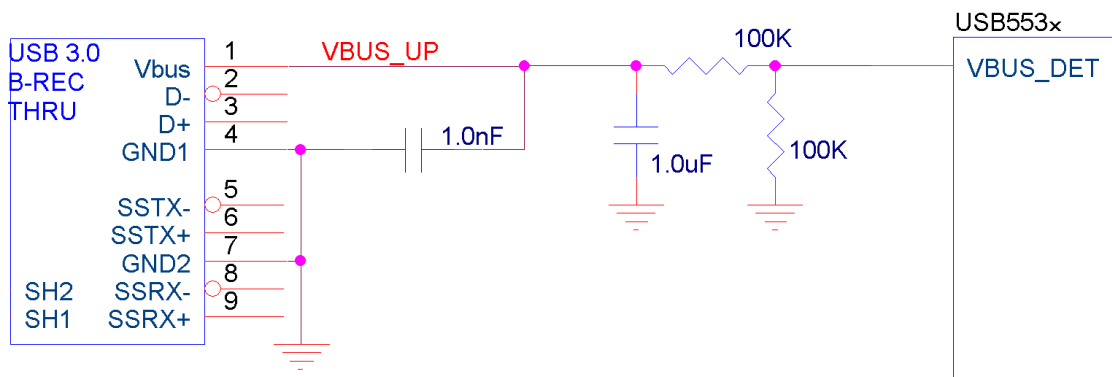 USB553x
USB 3.0
B-REC
THRU
1
VBUS_UP
100K
Vbus
VBUS_DET
2
D-
3
D+
4
GND1
1.0nF
1.0uF
100K
5
SSTX-
6
SSTX+
7
GND2
8
SH2
SSRX-
9
SH1
SSRX+